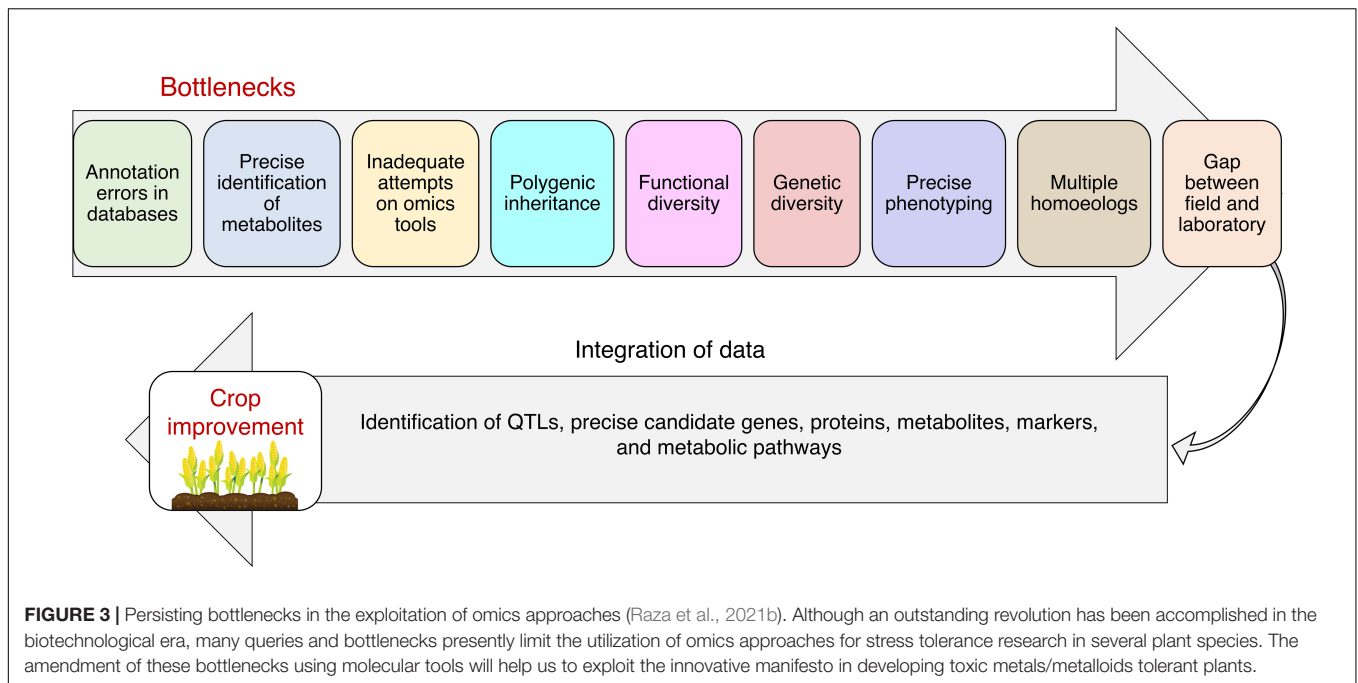 Bottlenecks
Annotation
errors in
databases
Precise
identification
of
metabolites
Inadequate
attempts
on omics
tools
Polygenic
inheritance
Functional
diversity
Genetic
diversity
Precise
phenotyping
Multiple
homoeologs
Gap
between
field and
laboratory
Integration of data
Crop
improvement
Identification of QTLs, precise candidate genes, proteins, metabolites, markers,
and metabolic pathways
FIGURE 3 | Persisting bottlenecks in the exploitation of omics approaches (Raza et al., 2021b). Although an outstanding revolution has been accomplished in the
biotechnological era, many queries and bottlenecks presently limit the utilization of omics approaches for stress tolerance research in several plant species. The
amendment of these bottlenecks using molecular tools will help us to exploit the innovative manifesto in developing toxic metals/metalloids tolerant plants.